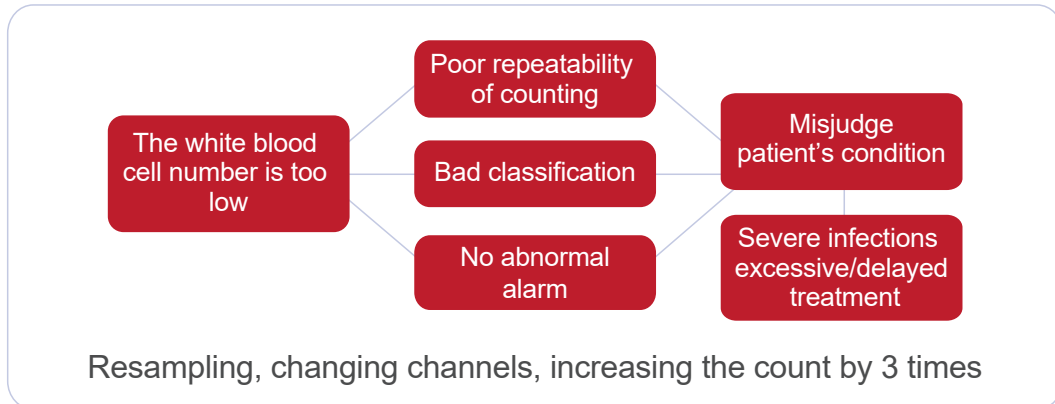 The white blood
cell number is too
low
Poor repeatability
of counting
Bad classification
No abnormal
alarm
Misjudge
patient’s condition
Severe infections
excessive/delayed
treatment
Resampling, changing channels, increasing the count by 3 times